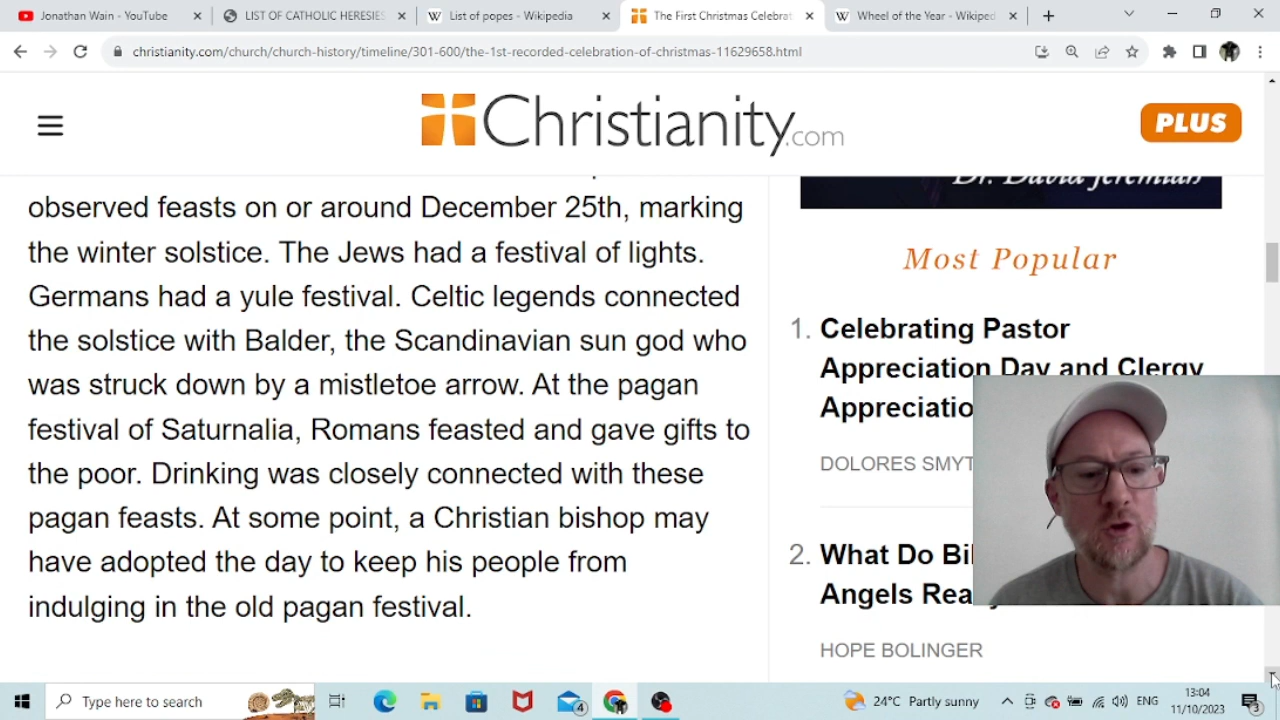 Jonathan Wain - YouTube
LIST OF CATHOLIC HERESIES
List of popes - Wikipedia
The First Christmas Celebrat
Wheel of the Year - Wikiped
christianity.com/church/church-history/timeline/301-600/the-1st-recorded-celebration-of-christmas-11629658.html
Christianity.com
PLUS
observed feasts on or around December 25th, marking
the winter solstice. The Jews had a festival of lights.
Germans had a yule festival. Celtic legends connected
the solstice with Balder, the Scandinavian sun god who
was struck down by a mistletoe arrow. At the pagan
festival of Saturnalia, Romans feasted and gave gifts to
the poor. Drinking was closely connected with these
pagan feasts. At some point, a Christian bishop may
have adopted the day to keep his people from
indulging in the old pagan festival.
Dr. David Jeremiah
Most Popular
1. Celebrating Pastor
Appreciation Day and Clergy
Appreciatio
DOLORES SMYT
2. What Do Bi
Angels Rea
HOPE BOLINGER
Type here to search
4
24°C Partly sunny
ENG
13:04
11/10/2023
3